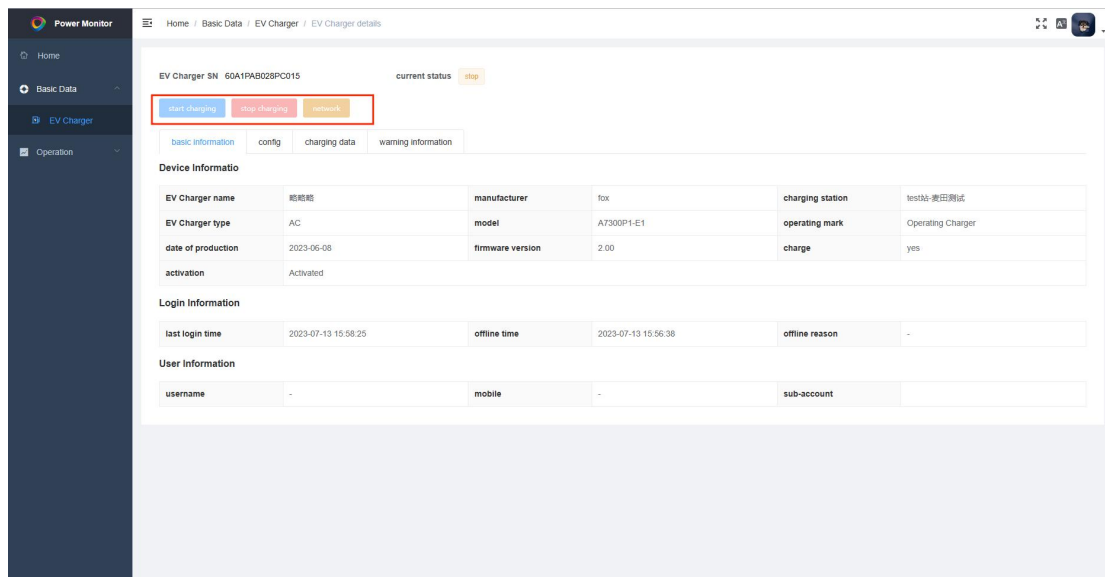 Power Monitor
Home / Basic Data / EV Charger / EV Charger details
Home
Basic Data
EV Charger
Operation
EV Charger SN 60A1PAB028PC015 current status stop
start charging stop charging network
basic information config charging data warning information
Device Informatio
EV Charger name 略略略 manufacturer fox charging station test站-麦田测试
EV Charger type AC model A7300P1-E1 operating mark Operating Charger
date of production 2023-06-08 firmware version 2.00 charge yes
activation Activated
Login Information
last login time 2023-07-13 15:58:25 offline time 2023-07-13 15:56:38 offline reason -
User Information
username - mobile - sub-account